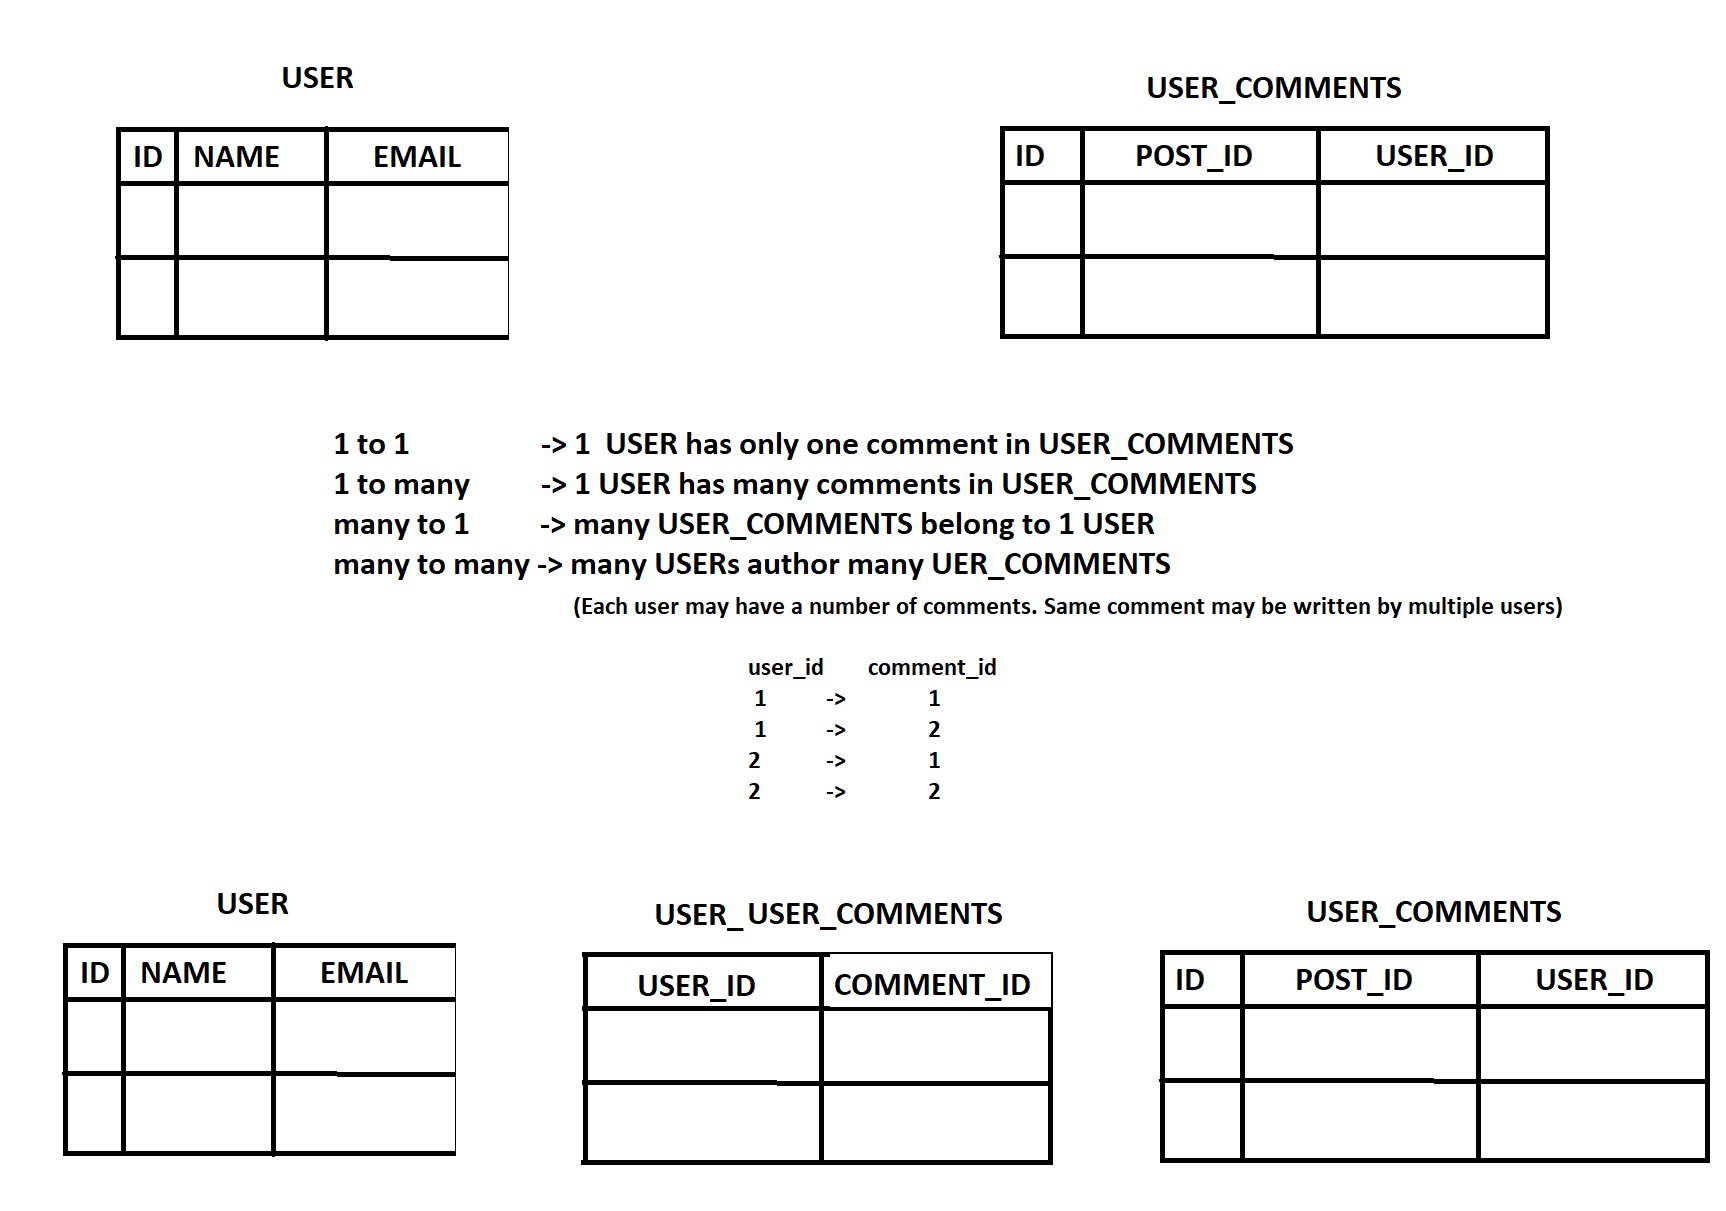 USER
USER_COMMENTS
ID NAME EMAIL
ID POST_ID USER_ID
1 to 1 -> 1 USER has only one comment in USER_COMMENTS
1 to many -> 1 USER has many comments in USER_COMMENTS
many to 1 -> many USER_COMMENTS belong to 1 USER
many to many -> many USERs author many UER_COMMENTS
(Each user may have a number of comments. Same comment may be written by multiple users)
user_id comment_id
1 -> 1
1 -> 2
2 -> 1
2 -> 2
USER
USER_USER_COMMENTS
USER_COMMENTS
ID NAME EMAIL
USER_ID COMMENT_ID
ID POST_ID USER_ID